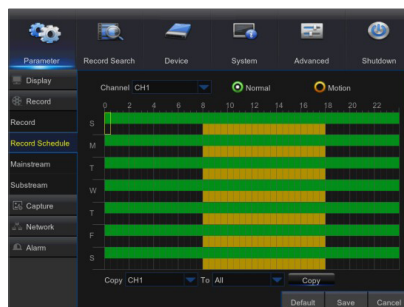 Parameter Record Search Device System Advanced Shutdown
Display
Record
Record
Record Schedule
Mainstream
Substream
Capture
Network
Alarm
Channel CH1 Normal Motion
0 2 4 6 8 10 12 14 16 18 20 22
S
M
T
W
T
F
S
Copy CH1 To All Copy
Default Save Cancel